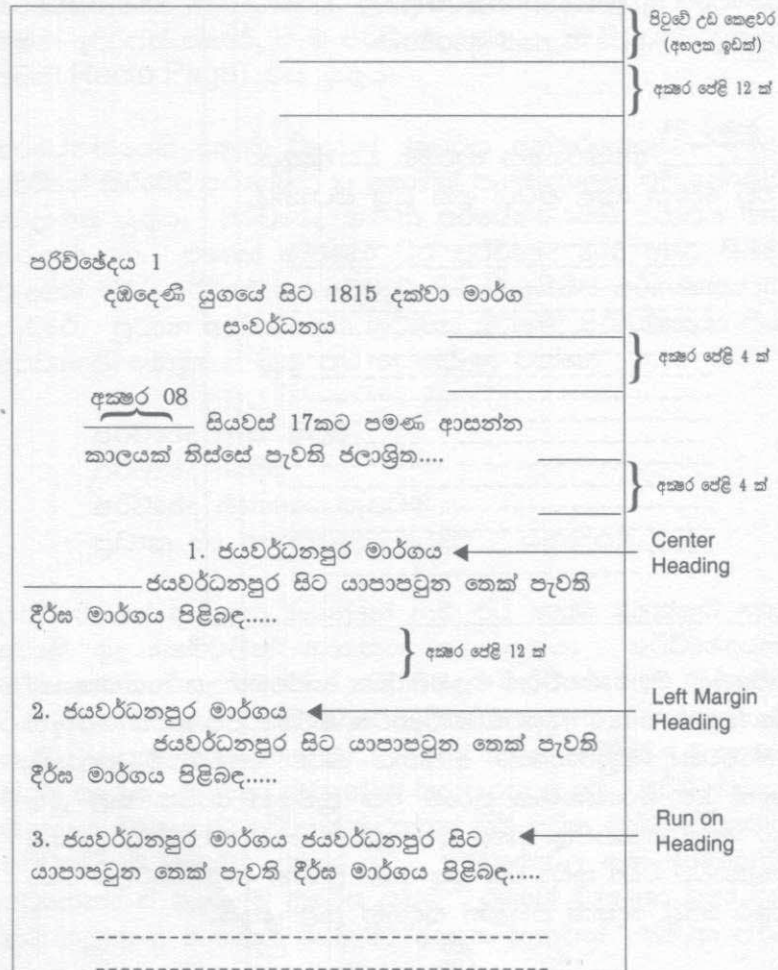 පිටුවේ උඩ කෙළවර
(අභලක ඉඩක්)
අක්‍ෂර පේළි 12 ක්
පරිච්ඡේදය 1
දඹදෙණි යුගයේ සිට 1815 දක්වා මාර්ග
සංවර්ධනය
අක්‍ෂර පේළි 4 ක්
අක්‍ෂර 08
සියවස් 17කට පමණ ආසන්න
කාලයක් තිස්සේ පැවති ජලාශ්‍රිත....
අක්‍ෂර පේළි 4 ක්
1. ජයවර්ධනපුර මාර්ගය
Center
Heading
ජයවර්ධනපුර සිට යාපාපටුන තෙක් පැවති
දීර්ඝ මාර්ගය පිළිබඳ.....
අක්‍ෂර පේළි 12 ක්
2. ජයවර්ධනපුර මාර්ගය
Left Margin
Heading
ජයවර්ධනපුර සිට යාපාපටුන තෙක් පැවති
දීර්ඝ මාර්ගය පිළිබඳ.....
3. ජයවර්ධනපුර මාර්ගය ජයවර්ධනපුර සිට
Run on
Heading
යාපාපටුන තෙක් පැවති දීර්ඝ මාර්ගය පිළිබඳ.....